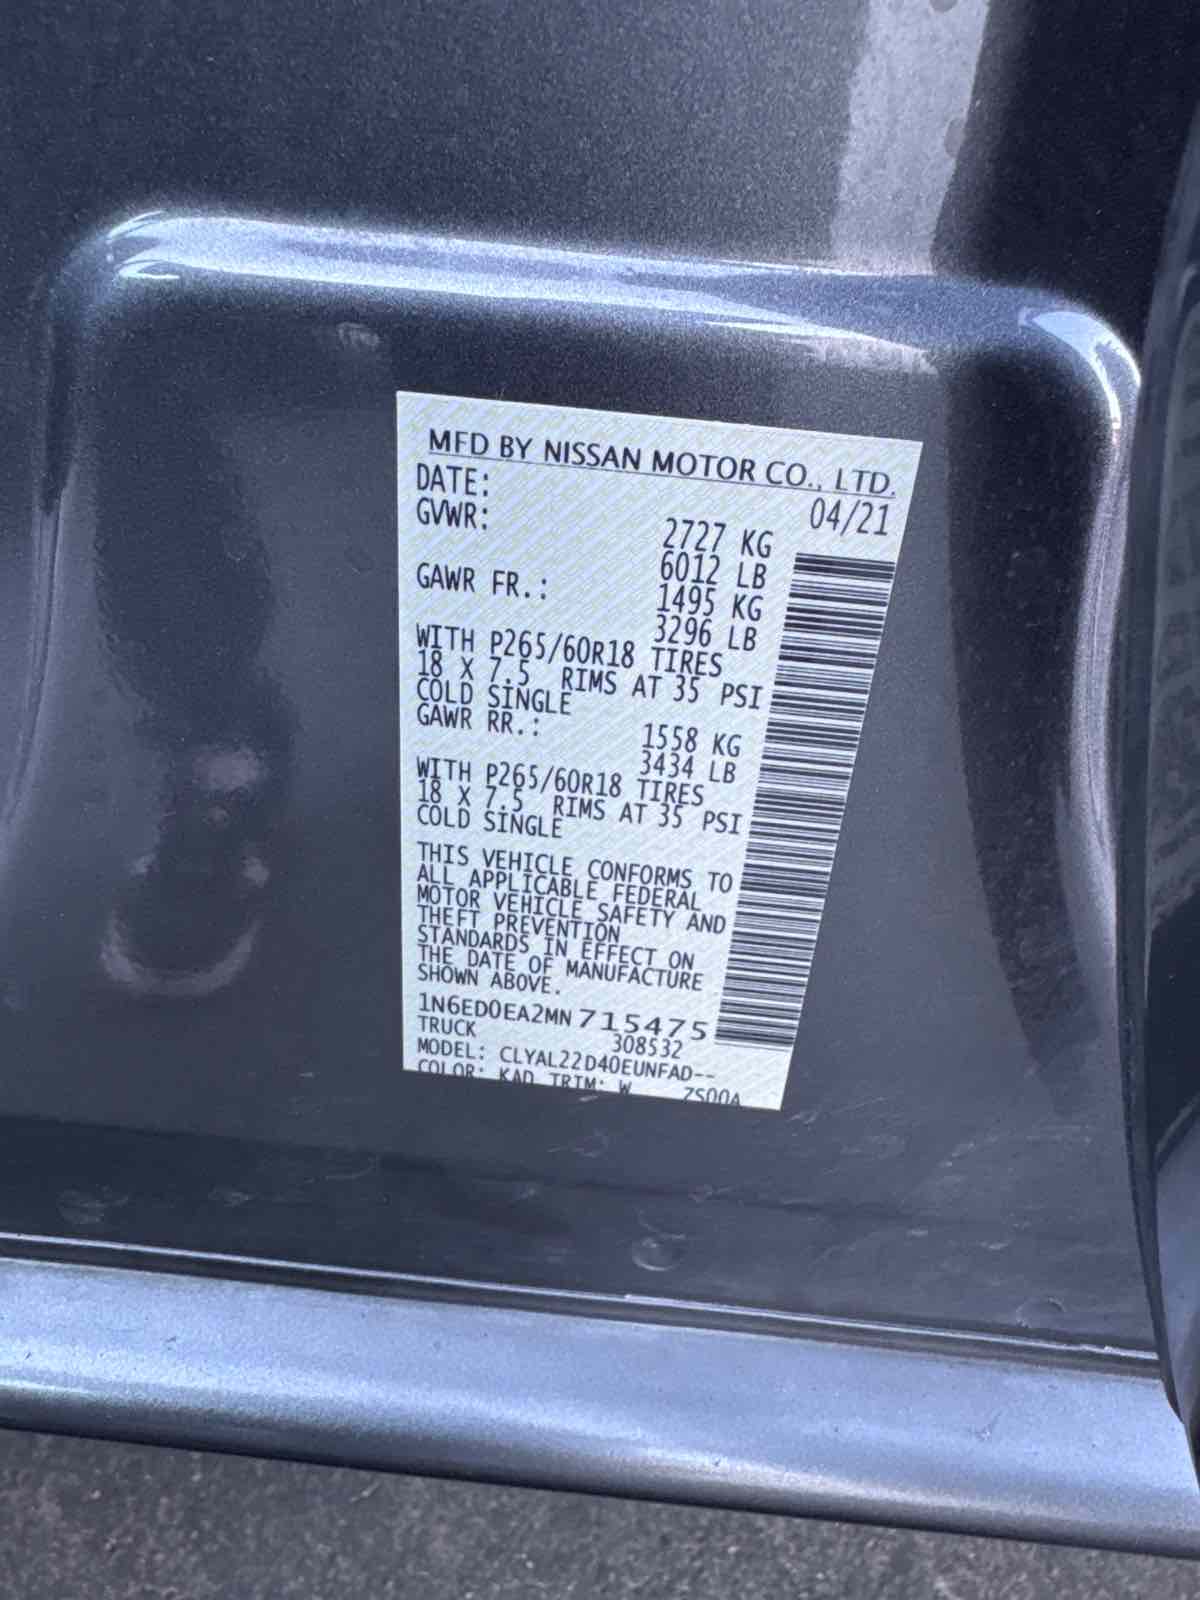 MFD BY NISSAN MOTOR CO., LTD.
DATE: 04/21
GVWR: 2727 KG
6012 LB
GAWR FR.: 1495 KG
3296 LB
WITH P265/60R18 TIRES
18 X 7.5 RIMS AT 35 PSI
COLD SINGLE
GAWR RR.: 1558 KG
3434 LB
WITH P265/60R18 TIRES
18 X 7.5 RIMS AT 35 PSI
COLD SINGLE
THIS VEHICLE CONFORMS TO
ALL APPLICABLE FEDERAL
MOTOR VEHICLE SAFETY AND
THEFT PREVENTION
STANDARDS IN EFFECT ON
THE DATE OF MANUFACTURE
SHOWN ABOVE.
1N6ED0EA2MN715475
TRUCK 308532
MODEL: CLYAL22D40EUNFAD--
COLOR: KAD TRIM: W ZS00A